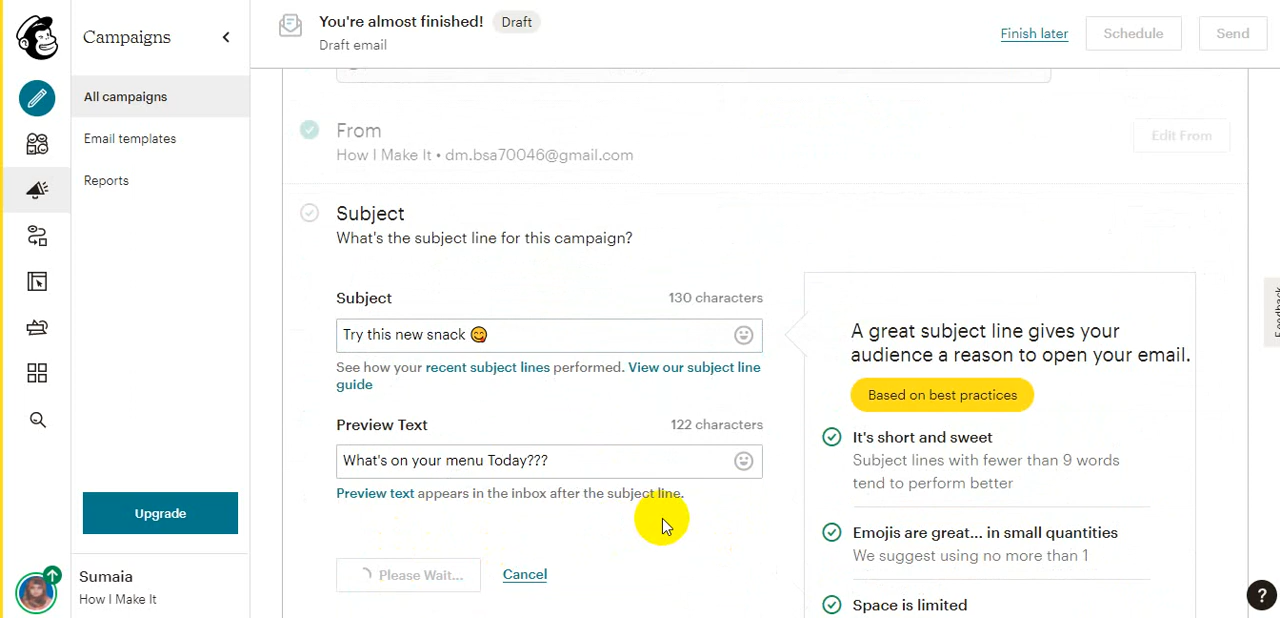 You're almost finished! Draft
Draft email
Finish later
Schedule
Send
Campaigns
All campaigns
Email templates
Reports
Upgrade
Sumaia
How I Make It
From
How I Make It • dm.bsa70046@gmail.com
Edit From
Subject
What's the subject line for this campaign?
Subject 130 characters
Try this new snack 😋
See how your recent subject lines performed. View our subject line
guide
Preview Text 122 characters
What's on your menu Today???
Preview text appears in the inbox after the subject line.
Please Wait... Cancel
A great subject line gives your
audience a reason to open your email.
Based on best practices
It's short and sweet
Subject lines with fewer than 9 words
tend to perform better
Emojis are great... in small quantities
We suggest using no more than 1
Space is limited
Feedback
?